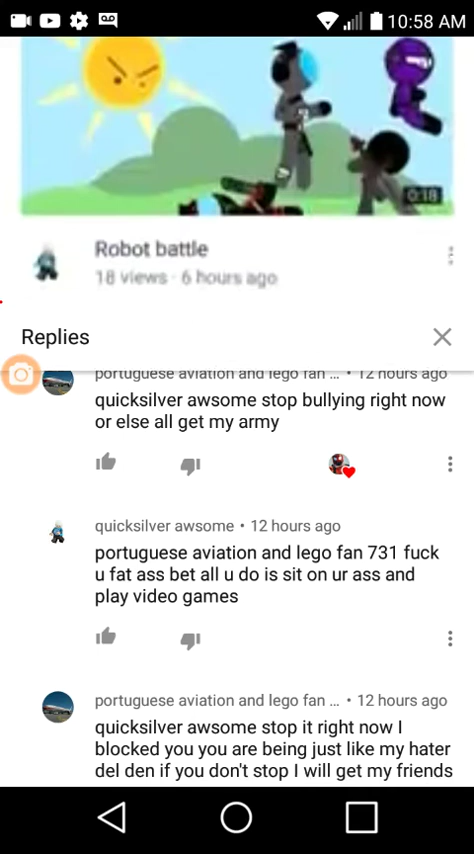 10:58 AM
0:18
Robot battle
18 views · 6 hours ago
Replies
portuguese aviation and lego fan ... • 12 hours ago
quicksilver awsome stop bullying right now
or else all get my army
quicksilver awsome • 12 hours ago
portuguese aviation and lego fan 731 fuck
u fat ass bet all u do is sit on ur ass and
play video games
portuguese aviation and lego fan ... • 12 hours ago
quicksilver awsome stop it right now I
blocked you you are being just like my hater
del den if you don't stop I will get my friends